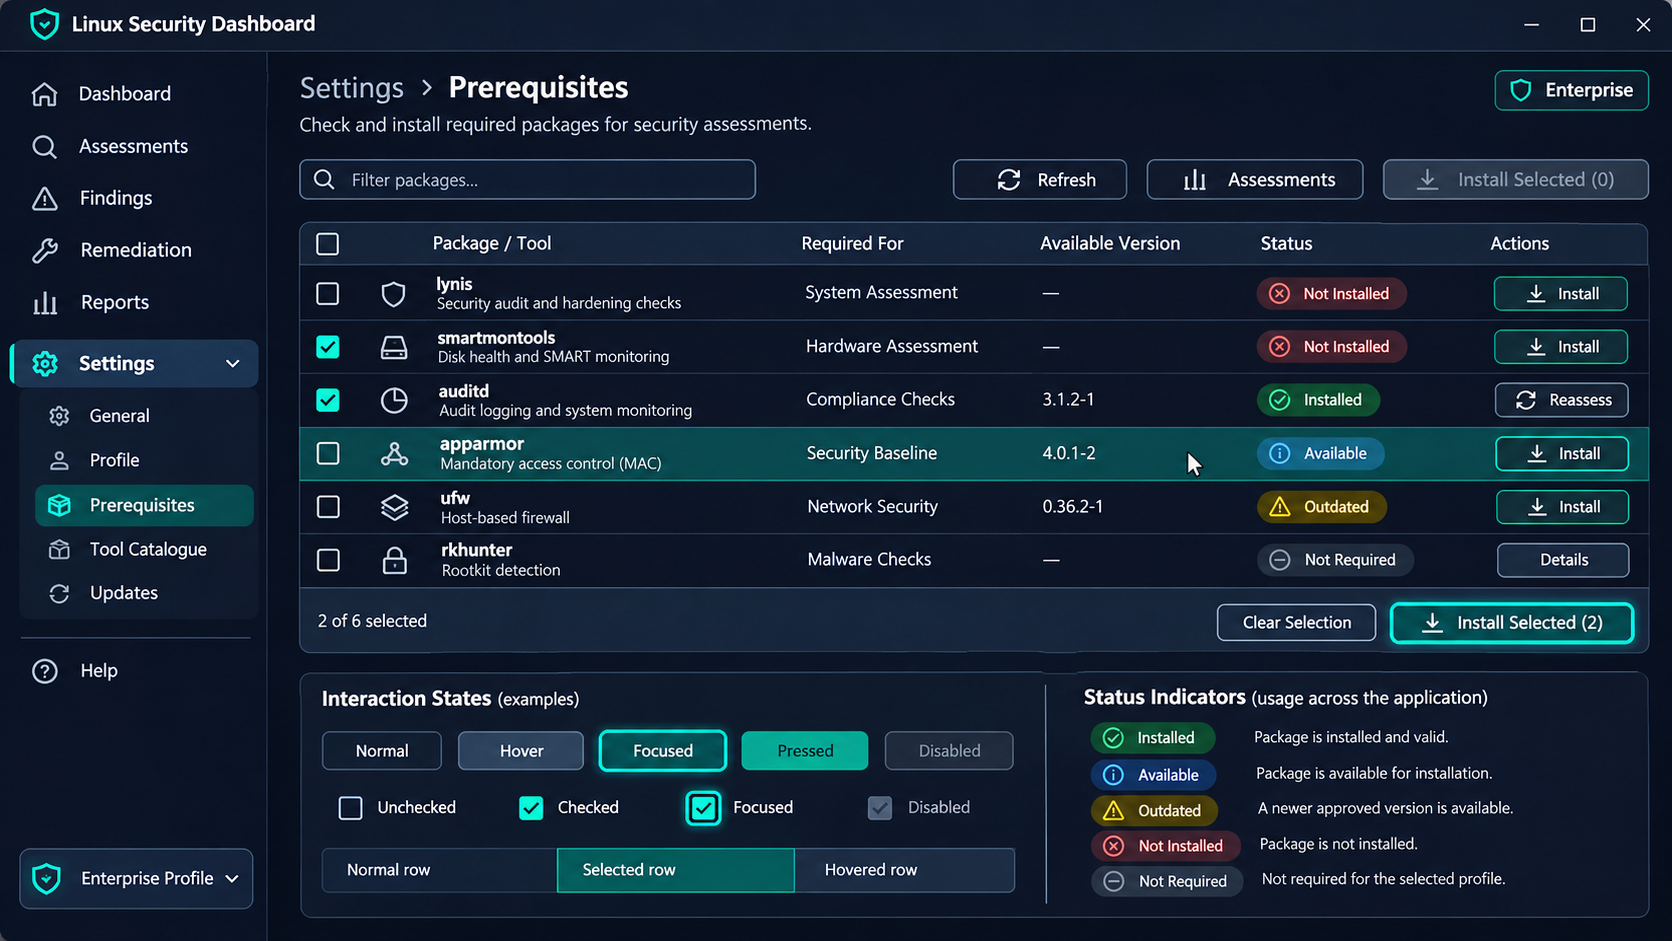 Linux Security Dashboard
Dashboard
Assessments
Findings
Remediation
Reports
Settings
General
Profile
Prerequisites
Tool Catalogue
Updates
Help
Enterprise Profile
Settings > Prerequisites
Enterprise
Check and install required packages for security assessments.
Filter packages...
Refresh
Assessments
Install Selected (0)
Package / Tool Required For Available Version Status Actions
lynis
Security audit and hardening checks
System Assessment — Not Installed Install
smartmontools
Disk health and SMART monitoring
Hardware Assessment — Not Installed Install
auditd
Audit logging and system monitoring
Compliance Checks 3.1.2-1 Installed Reassess
apparmor
Mandatory access control (MAC)
Security Baseline 4.0.1-2 Available Install
ufw
Host-based firewall
Network Security 0.36.2-1 Outdated Install
rkhunter
Rootkit detection
Malware Checks — Not Required Details
2 of 6 selected
Clear Selection
Install Selected (2)
Interaction States (examples)
Normal Hover Focused Pressed Disabled
Unchecked Checked Focused Disabled
Normal row Selected row Hovered row
Status Indicators (usage across the application)
Installed Package is installed and valid.
Available Package is available for installation.
Outdated A newer approved version is available.
Not Installed Package is not installed.
Not Required Not required for the selected profile.